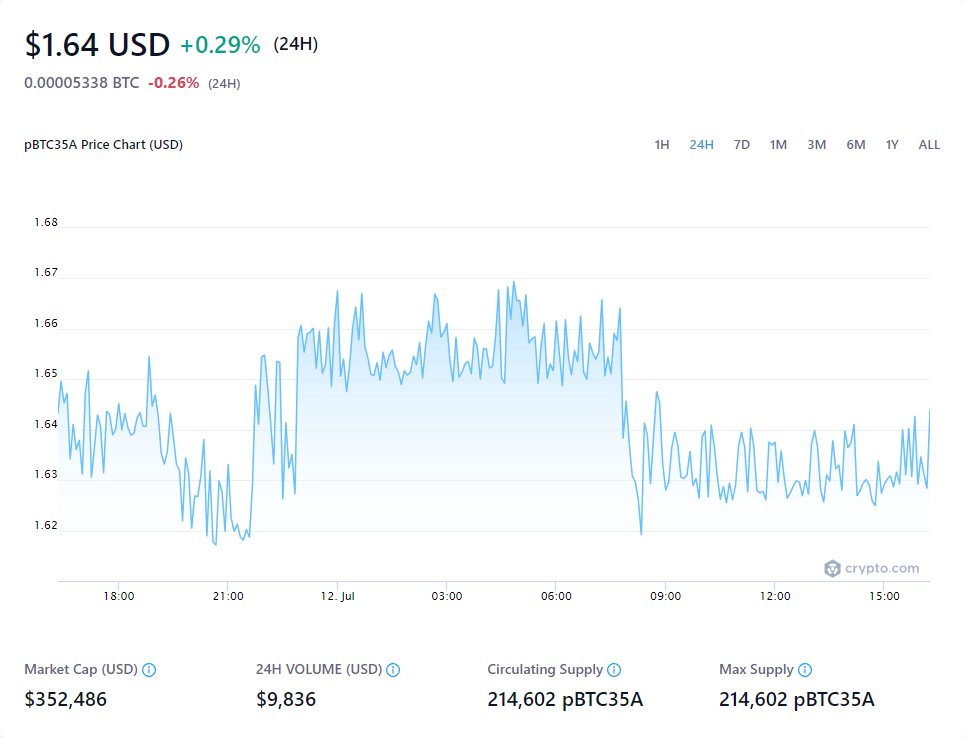 $1.64 USD +0.29% (24H)
0.00005338 BTC -0.26% (24H)
pBTC35A Price Chart (USD) 1H 24H 7D 1M 3M 6M 1Y ALL
1.68
1.67
1.66
1.65
1.64
1.63
1.62
crypto.com
18:00 21:00 12. Jul 03:00 06:00 09:00 12:00 15:00
Market Cap (USD) 24H VOLUME (USD) Circulating Supply Max Supply
$352,486 $9,836 214,602 pBTC35A 214,602 pBTC35A